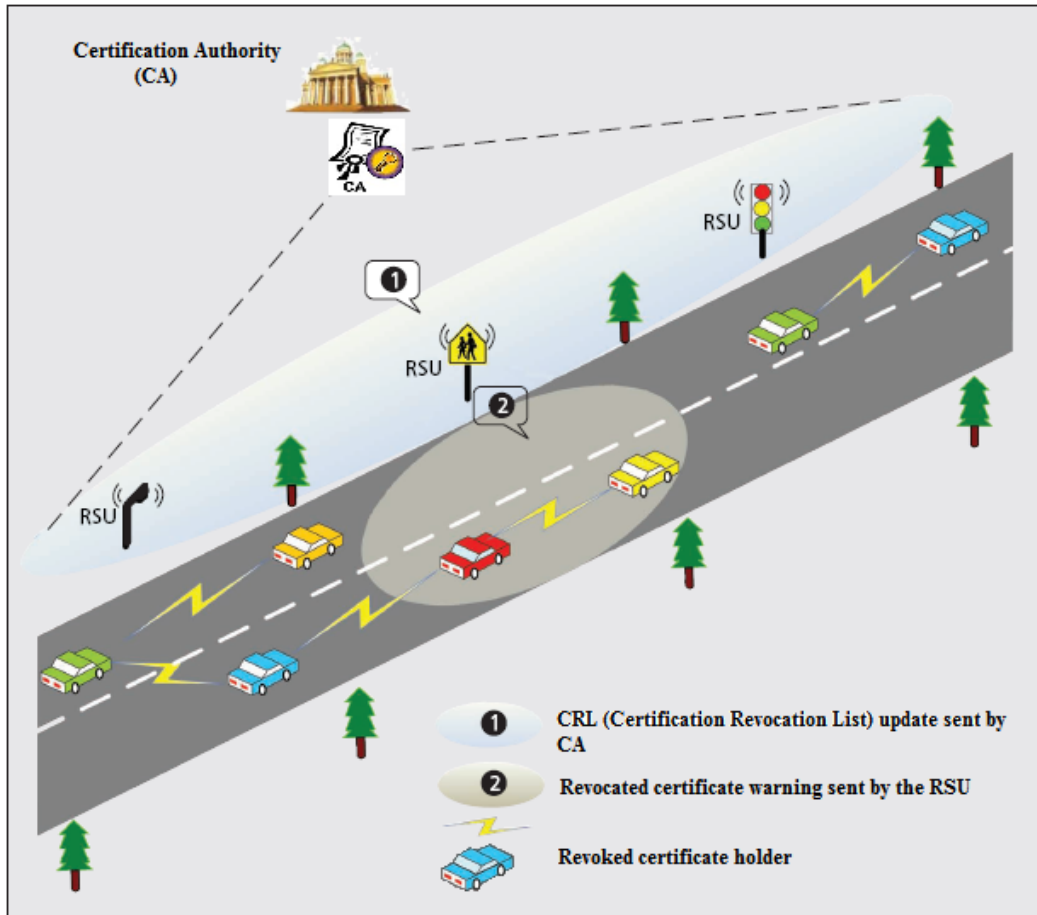 Certification Authority
(CA)
CA
RSU
1
RSU
2
RSU
1 CRL (Certification Revocation List) update sent by
CA
2 Revocated certificate warning sent by the RSU
Revoked certificate holder